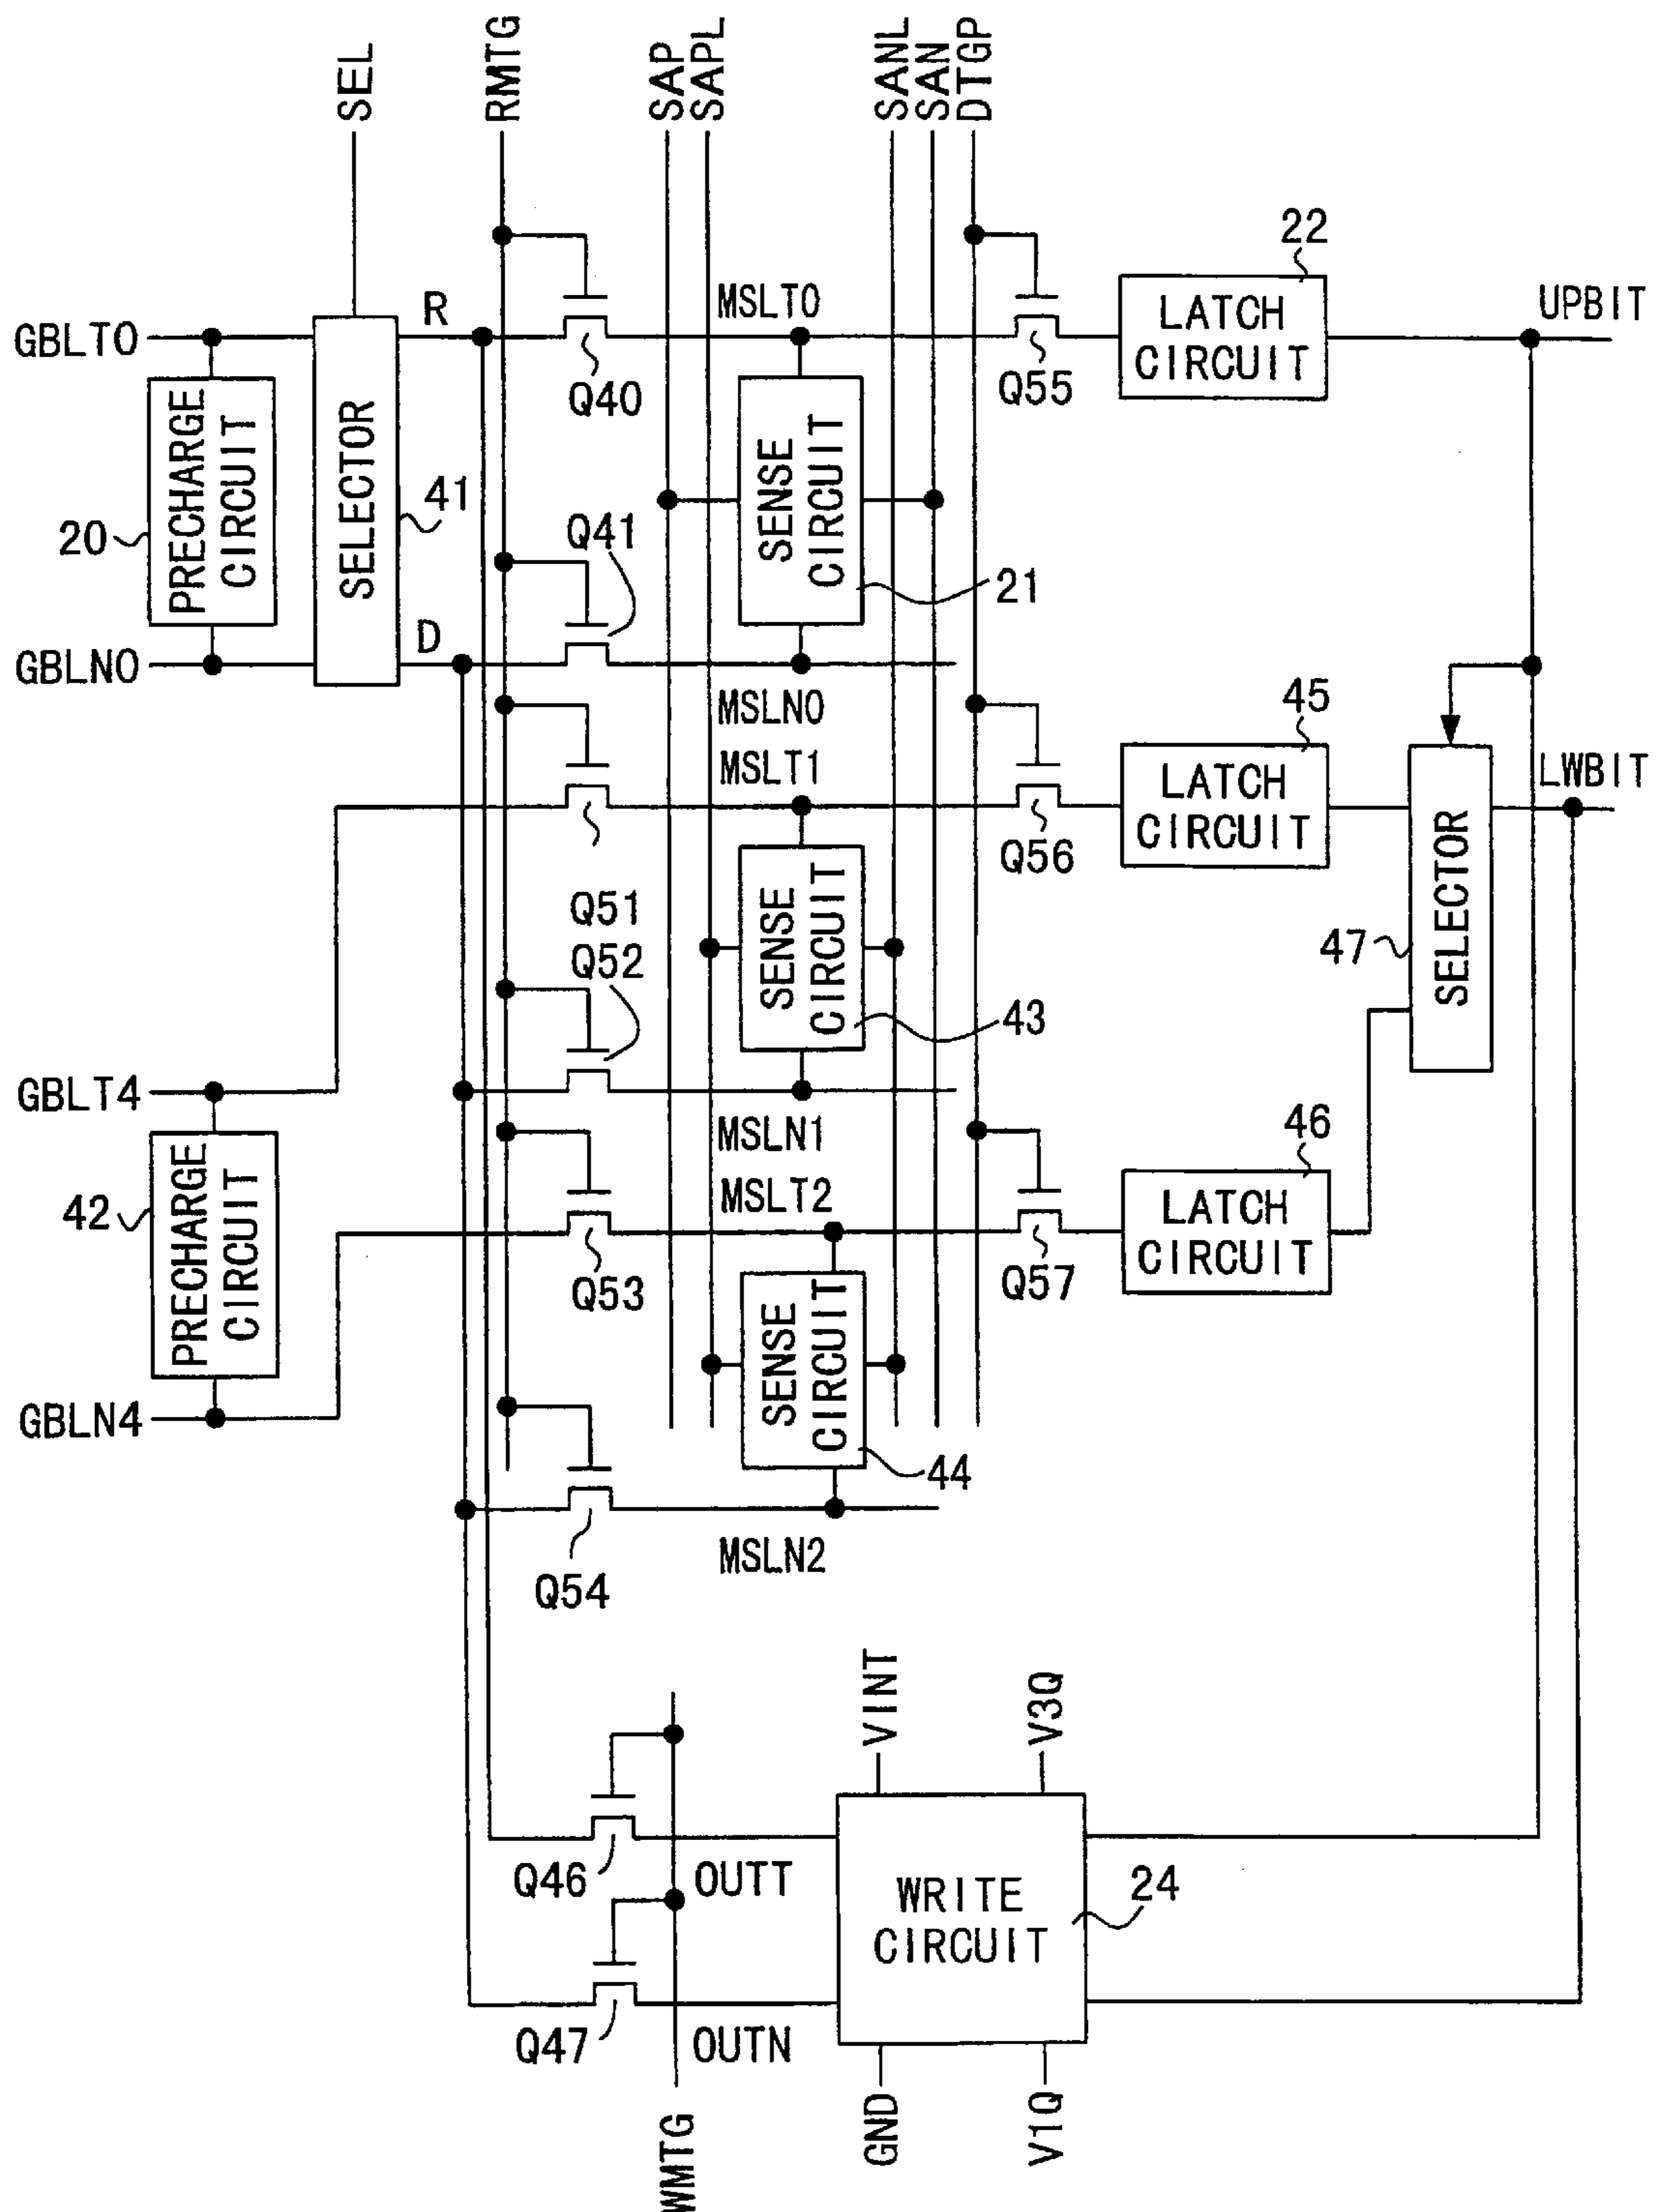 SEL
RMTG
SAP
SAPL
SANL
SAN
DTGP
22
GBLT0
R
MSLT0
LATCH
CIRCUIT
UPBIT
Q40
Q55
PRECHARGE
CIRCUIT
20
SELECTOR
41
Q41
SENSE
CIRCUIT
21
GBLN0
D
MSLN0
45
MSLT1
LATCH
CIRCUIT
LWBIT
Q56
Q51
Q52
SENSE
CIRCUIT
43
47
SELECTOR
GBLT4
MSLN1
46
42
PRECHARGE
CIRCUIT
MSLT2
LATCH
CIRCUIT
Q53
Q57
SENSE
CIRCUIT
44
GBLN4
MSLN2
Q54
VINT
V3Q
Q46
OUTT
WRITE
CIRCUIT
24
Q47
OUTN
WMTG
GND
V1Q